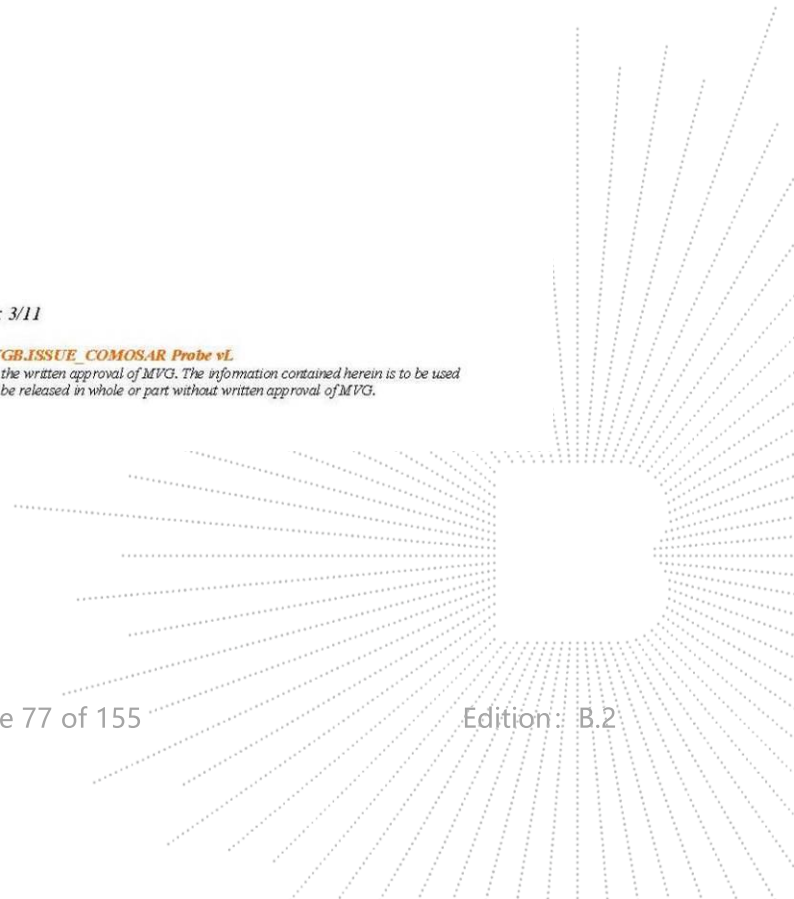 : 3/11
GB.ISSUE_COMOSAR Probe vL
the written approval of MVG. The information contained herein is to be used
be released in whole or part without written approval of MVG.
e 77 of 155 Edition: B.2